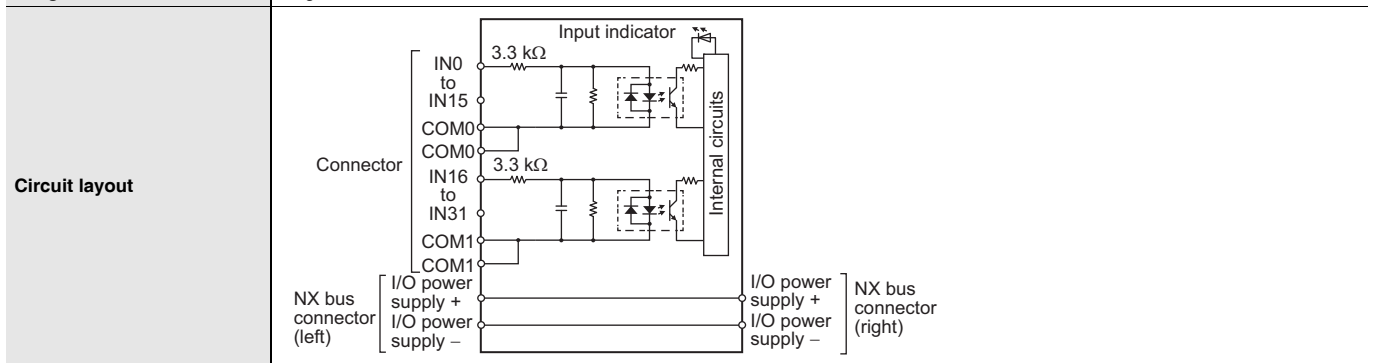 Circuit layout
Input indicator
Connector
IN0
to
IN15
COM0
COM0
3.3 kΩ
IN16
to
IN31
COM1
COM1
3.3 kΩ
Internal circuits
NX bus
connector
(left)
I/O power
supply +
I/O power
supply –
I/O power
supply +
I/O power
supply –
NX bus
connector
(right)